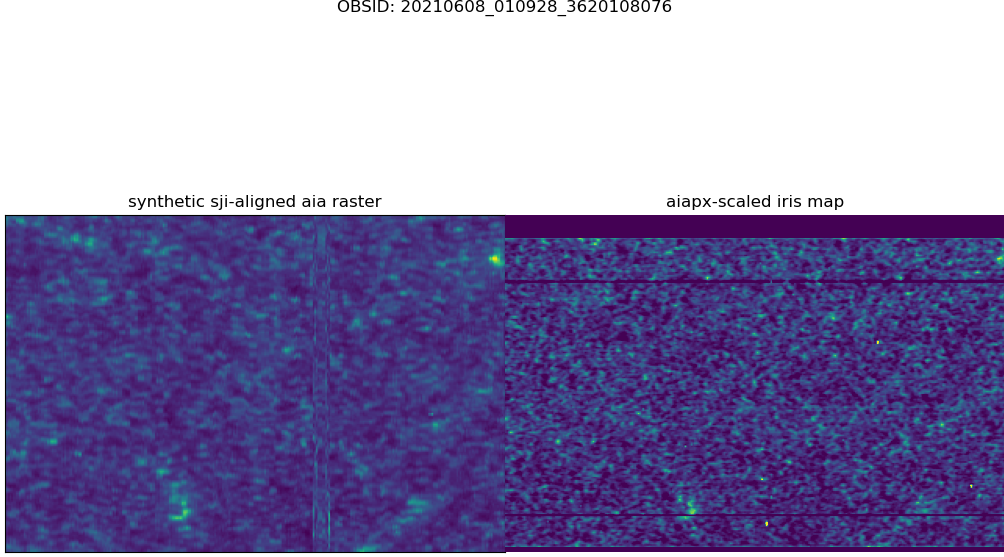 OBSID: 20210608_010928_3620108076
synthetic sji-aligned aia raster
aiapx-scaled iris map